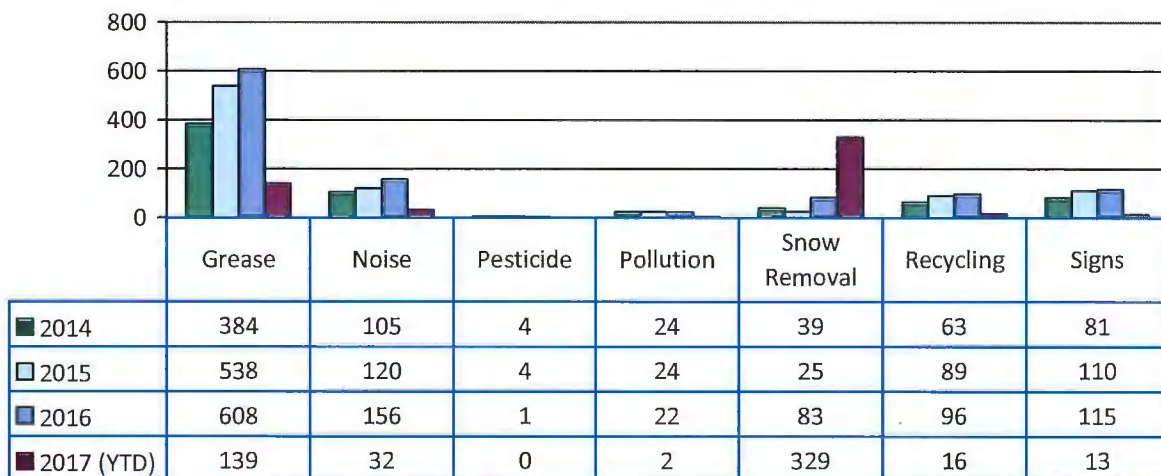 800
600
400
200
0
Grease Noise Pesticide Pollution Snow Removal Recycling Signs
2014 384 105 4 24 39 63 81
2015 538 120 4 24 25 89 110
2016 608 156 1 22 83 96 115
2017 (YTD) 139 32 0 2 329 16 13